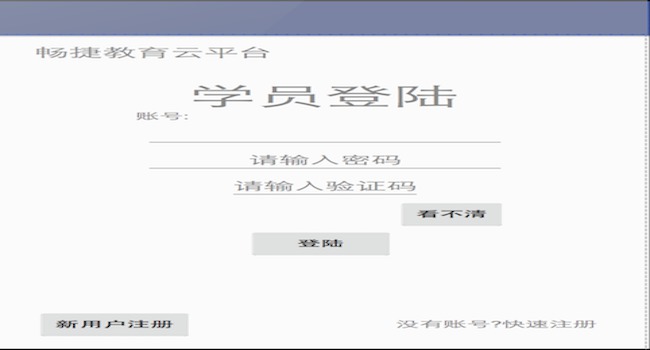 畅捷教育云平台
学员登陆
账号:
请输入密码
请输入验证码
看不清
登陆
新用户注册
没有账号?快速注册